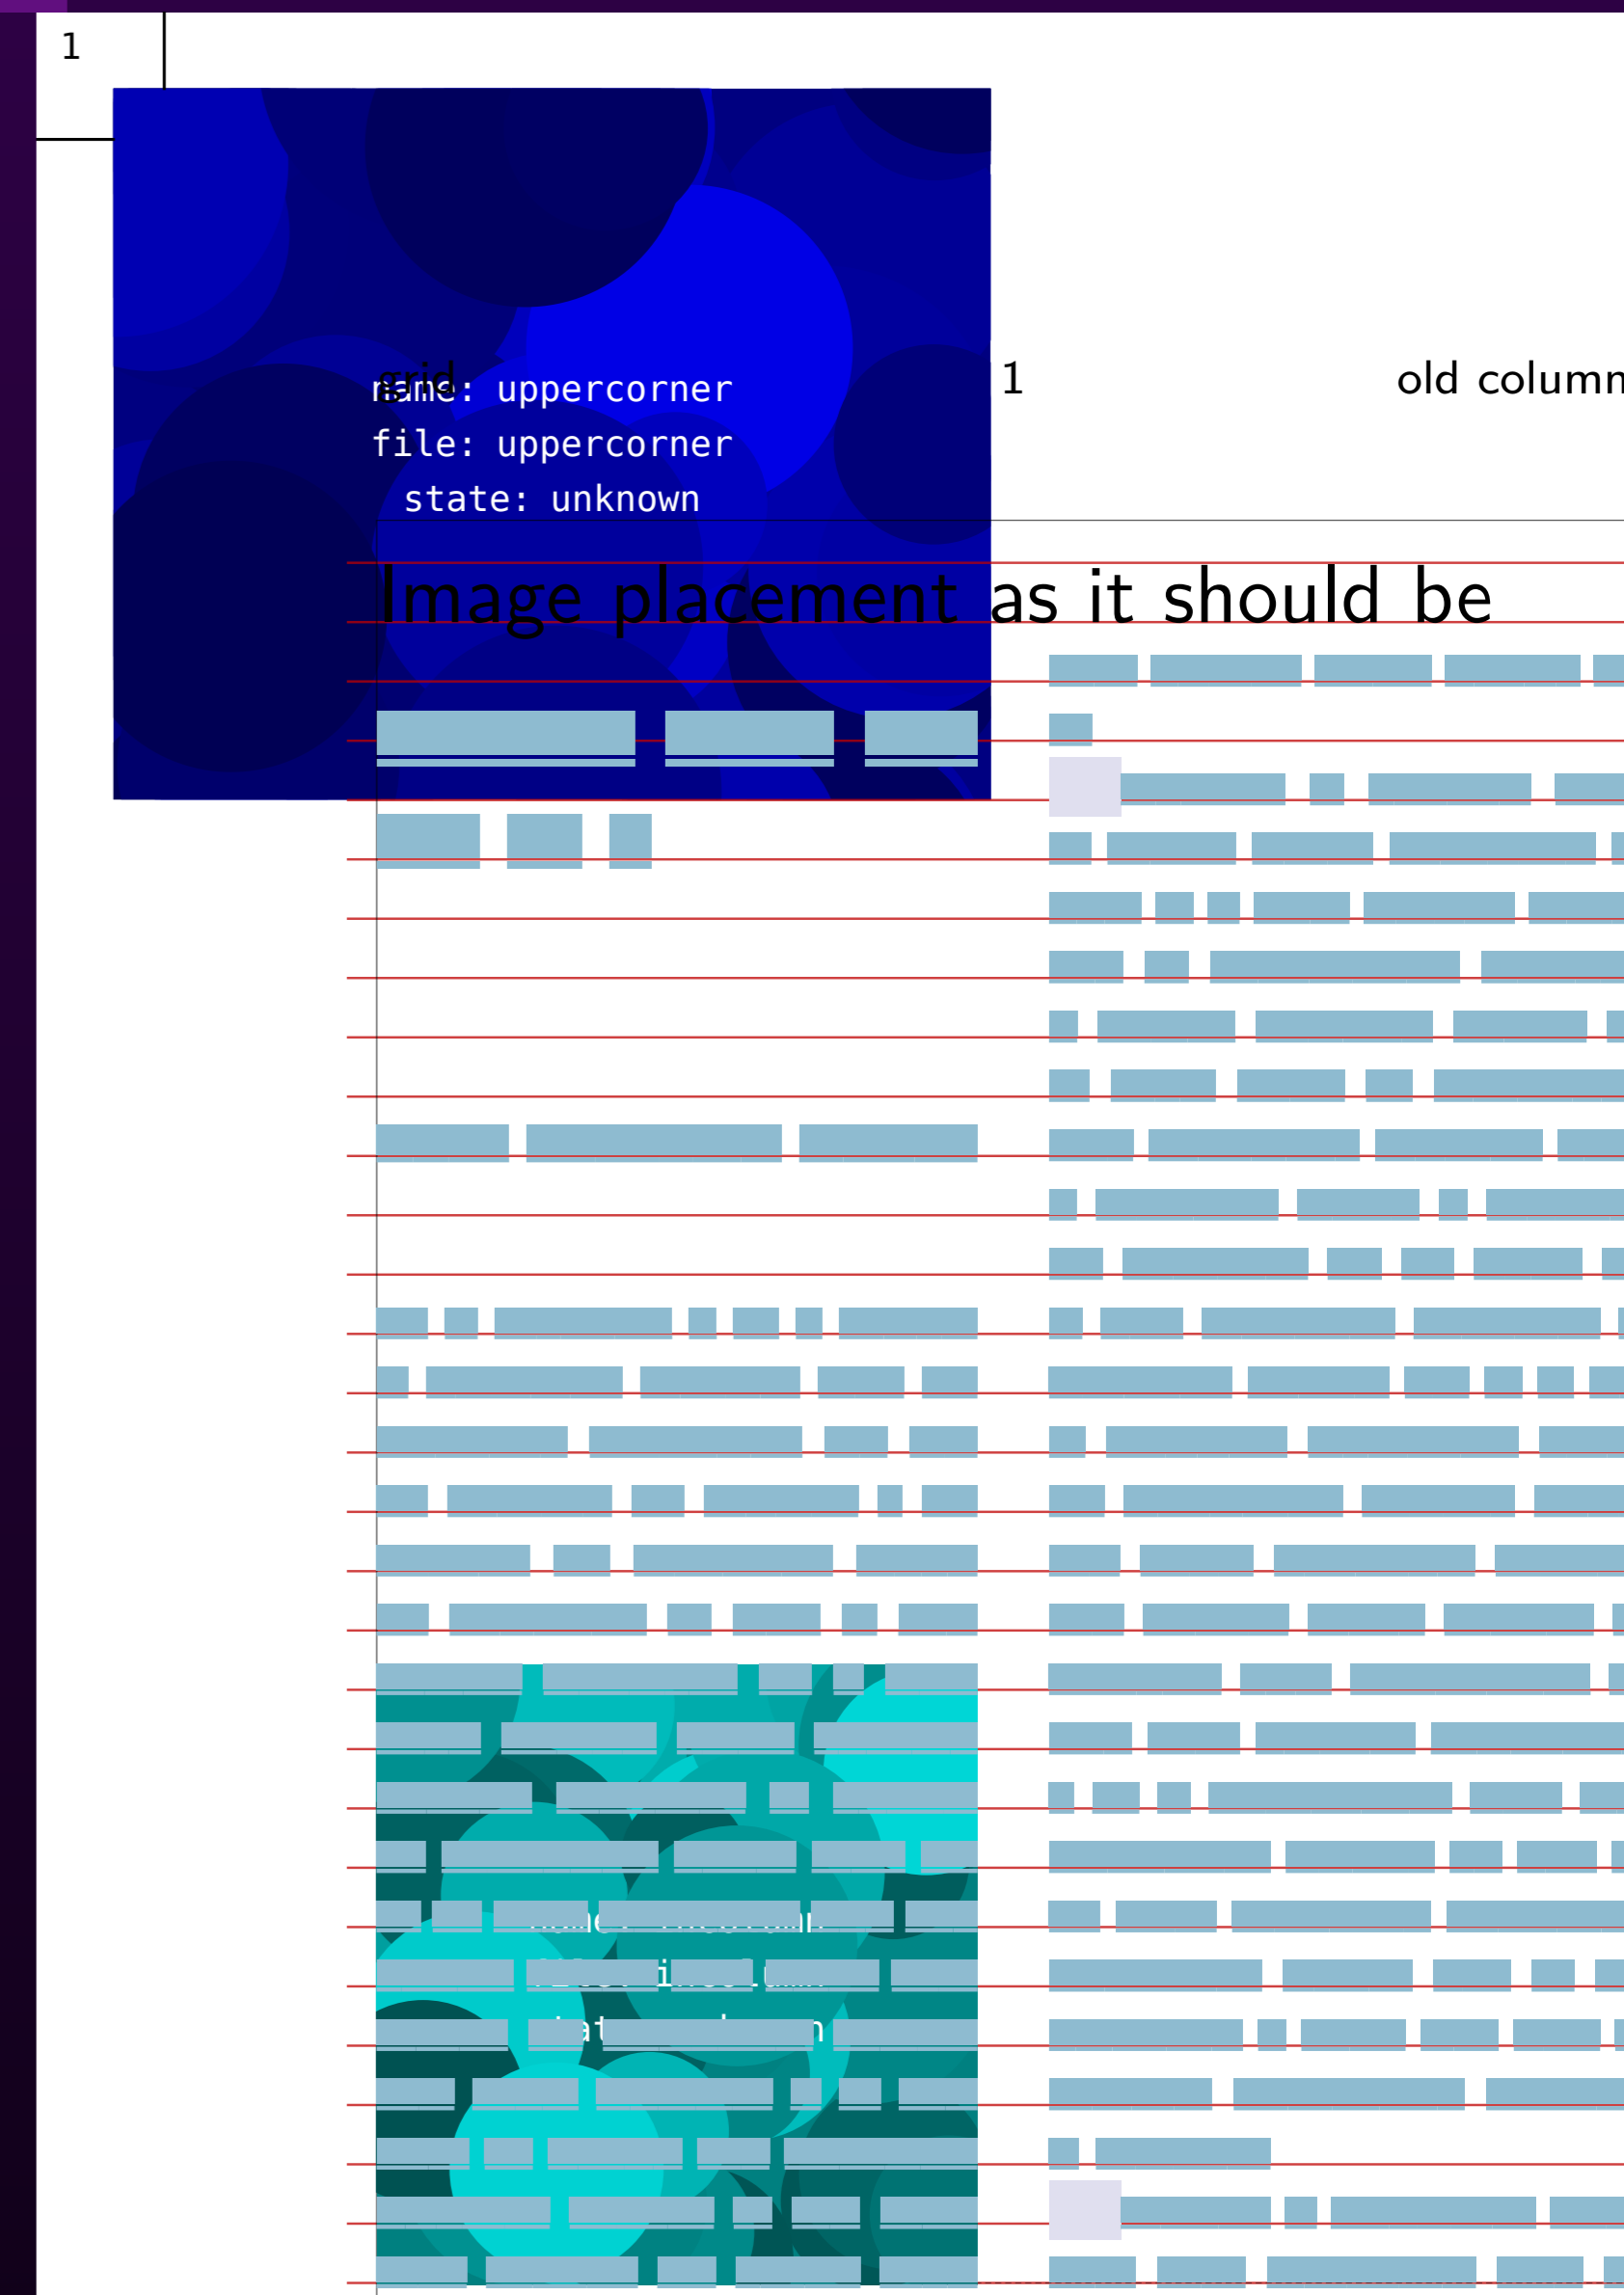 1
grid 1 old column
name: uppercorner
file: uppercorner
state: unknown
Image placement as it should be